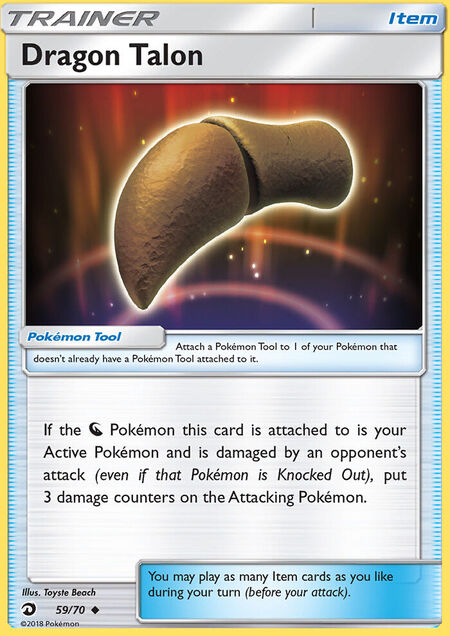 TRAINER Item
Dragon Talon
Pokémon Tool
Attach a Pokémon Tool to 1 of your Pokémon that
doesn't already have a Pokémon Tool attached to it.
If the Pokémon this card is attached to is your
Active Pokémon and is damaged by an opponent's
attack (even if that Pokémon is Knocked Out), put
3 damage counters on the Attacking Pokémon.
You may play as many Item cards as you like
during your turn (before your attack).
Illus. Toyste Beach
59/70
©2018 Pokémon